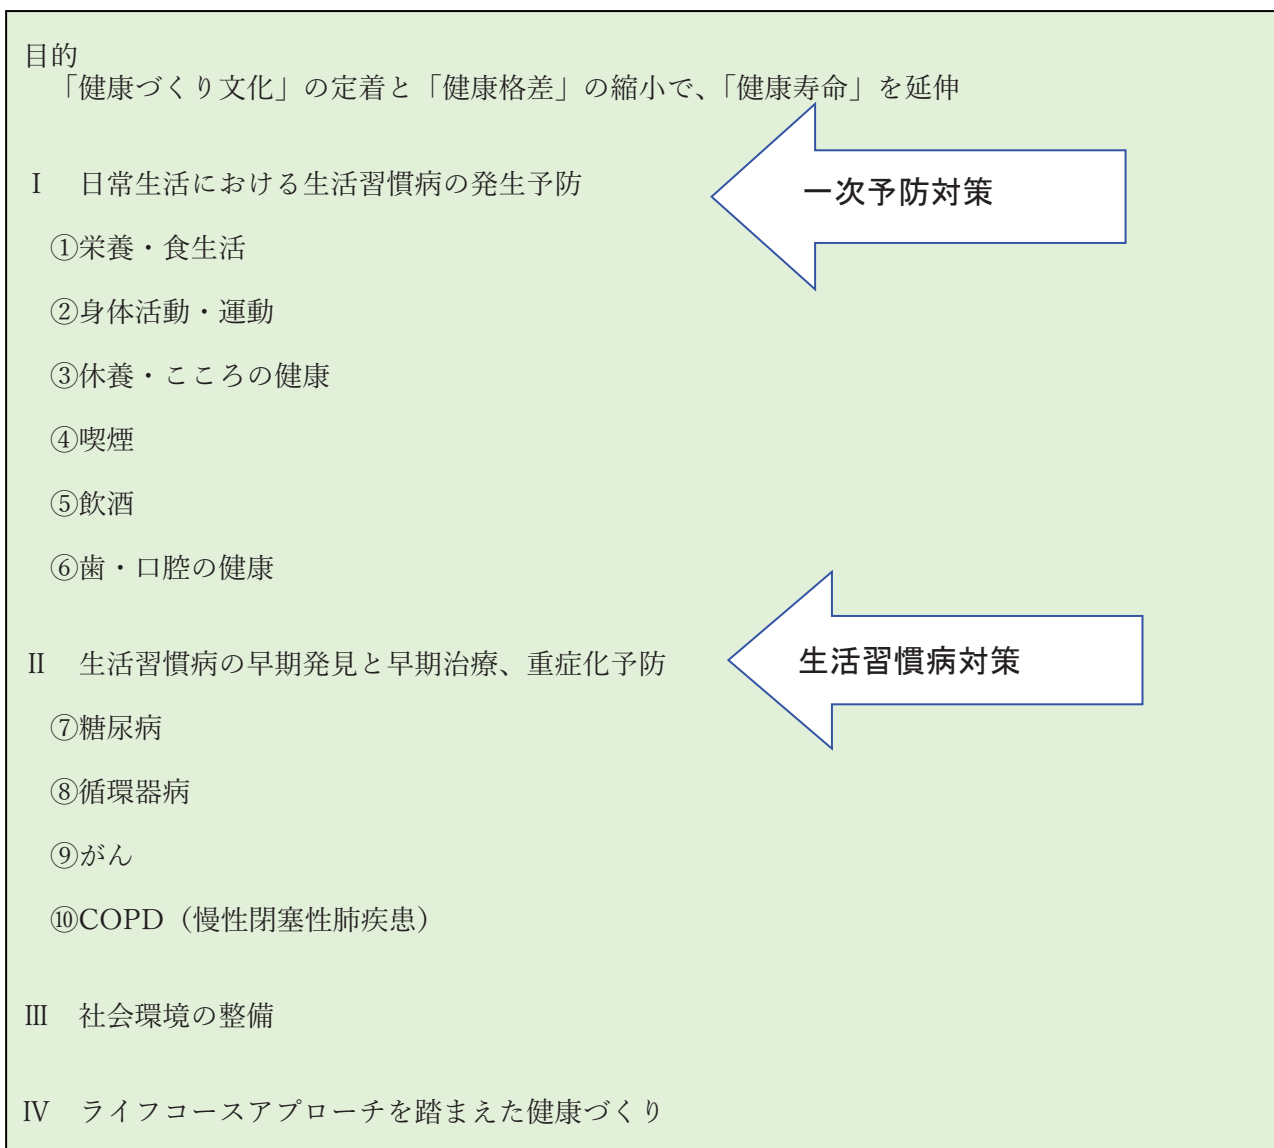 目的
「健康づくり文化」の定着と「健康格差」の縮小で、「健康寿命」を延伸
Ⅰ　日常生活における生活習慣病の発生予防
一次予防対策
①栄養・食生活
②身体活動・運動
③休養・こころの健康
④喫煙
⑤飲酒
⑥歯・口腔の健康
Ⅱ　生活習慣病の早期発見と早期治療、重症化予防
生活習慣病対策
⑦糖尿病
⑧循環器病
⑨がん
⑩COPD（慢性閉塞性肺疾患）
Ⅲ　社会環境の整備
Ⅳ　ライフコースアプローチを踏まえた健康づくり